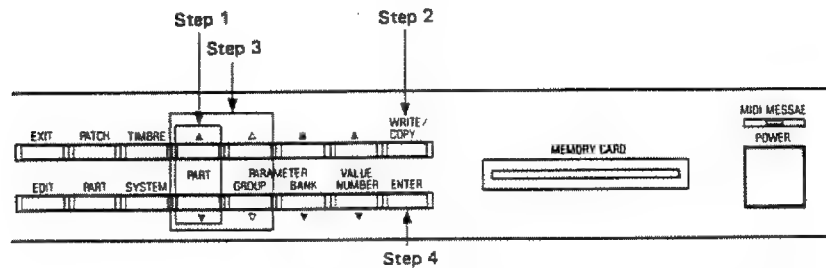 Step 1
Step 2
Step 3
EXIT PATCH TIMBRE WRITE/
COPY
MIDI MESSAE
POWER
MEMORY CARD
PART PARAMETER VALUE
GROUP BANK NUMBER
EDIT PART SYSTEM ENTER
Step 4